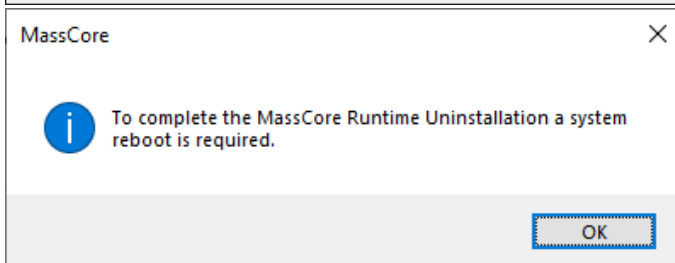 MassCore
To complete the MassCore Runtime Uninstallation a system
reboot is required.
OK